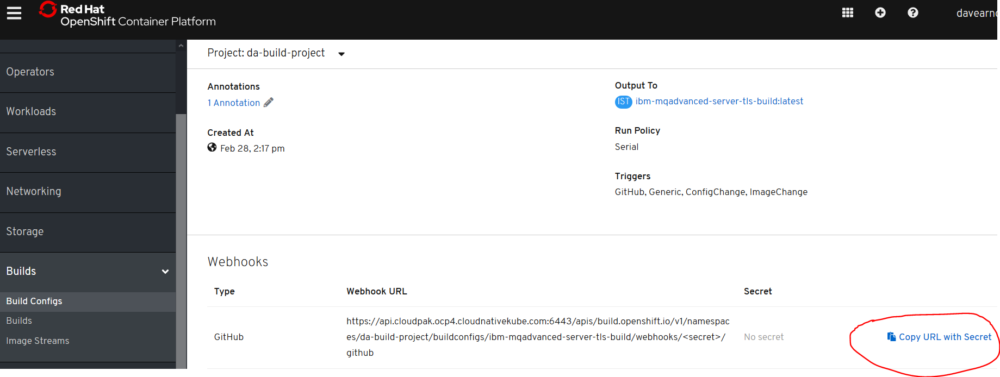 Red Hat
OpenShift Container Platform
davearno
Operators
Workloads
Serverless
Networking
Storage
Builds
Build Configs
Builds
Image Streams
Project: da-build-project
Annotations
1 Annotation
Created At
Feb 28, 2:17 pm
Output To
IST ibm-mqadvanced-server-tls-build:latest
Run Policy
Serial
Triggers
GitHub, Generic, ConfigChange, ImageChange
Webhooks
Type Webhook URL Secret
https://api.cloudpak.ocp4.cloudnativekube.com:6443/apis/build.openshift.io/v1/namespac
GitHub es/da-build-project/buildconfigs/ibm-mqadvanced-server-tls-build/webhooks/<secret>/ No secret Copy URL with Secret
github